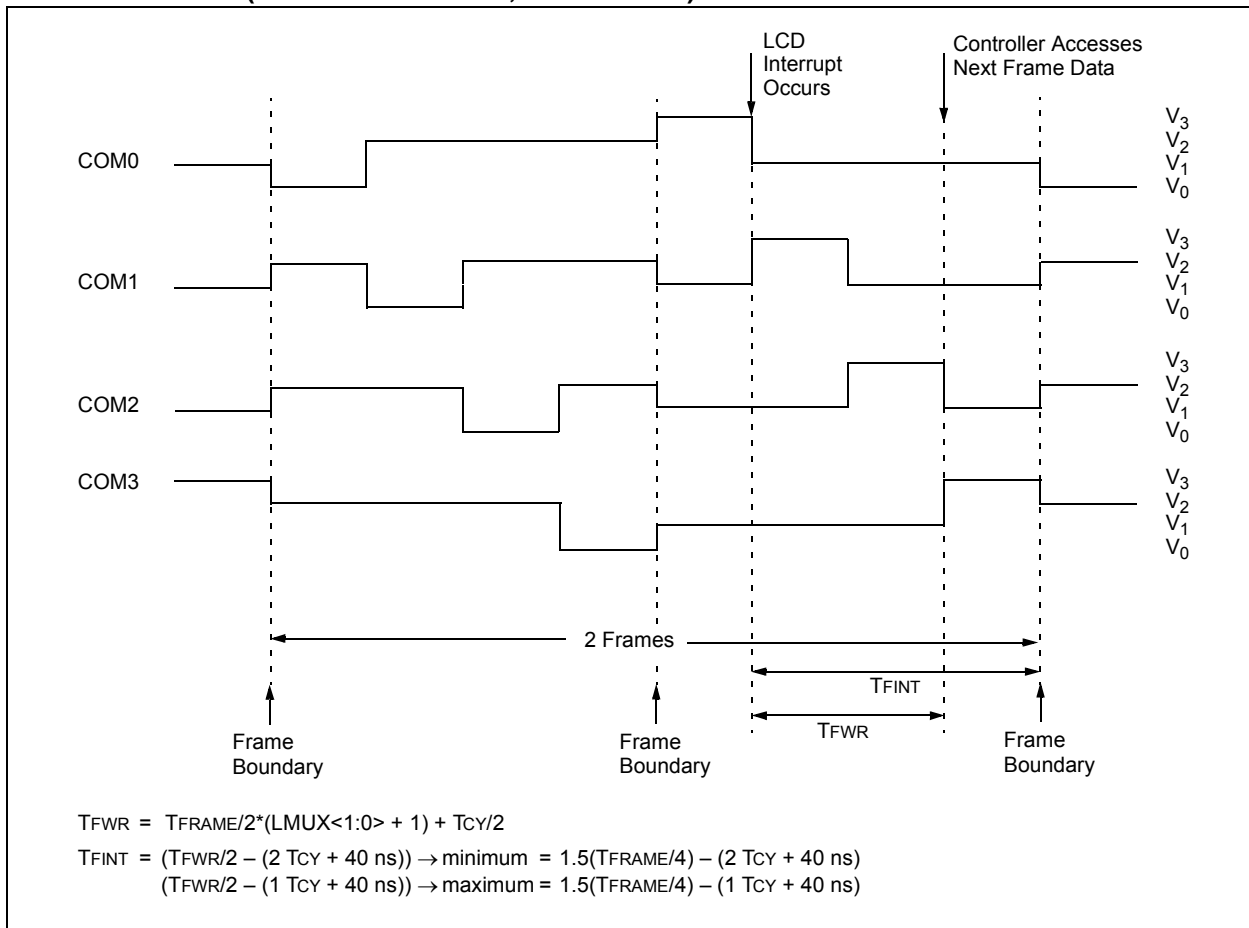 LCD
Interrupt
Occurs
Controller Accesses
Next Frame Data
COM0
V3
V2
V1
V0
COM1
V3
V2
V1
V0
COM2
V3
V2
V1
V0
COM3
V3
V2
V1
V0
2 Frames
TFINT
TFWR
Frame
Boundary
Frame
Boundary
Frame
Boundary
TFWR = TFRAME/2*(LMUX<1:0> + 1) + TCY/2
TFINT = (TFWR/2 – (2 TCY + 40 ns)) → minimum = 1.5(TFRAME/4) – (2 TCY + 40 ns)
(TFWR/2 – (1 TCY + 40 ns)) → maximum = 1.5(TFRAME/4) – (1 TCY + 40 ns)